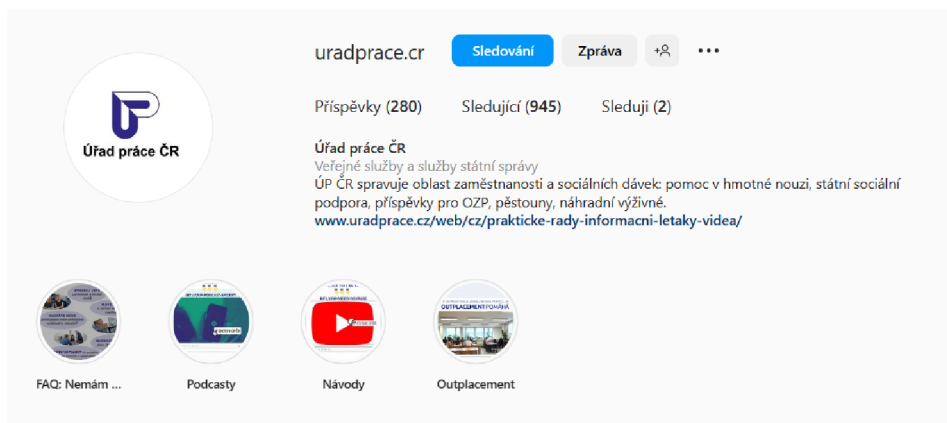 uradprace.cr Sledování Zpráva
Příspěvky (280) Sledující (945) Sleduji (2)
Úřad práce ČR
Úřad práce ČR
Veřejné služby a služby státní správy
ÚP ČR spravuje oblast zaměstnanosti a sociálních dávek: pomoc v hmotné nouzi, státní sociální
podpora, příspěvky pro OZP, pěstouny, náhradní výživné.
www.uradprace.cz/web/cz/prakticke-rady-informacni-letaky-videa/
OUTPLACEMENT POMÁHÁ
FAQ: Nemám ... Podcasty Návody Outplacement